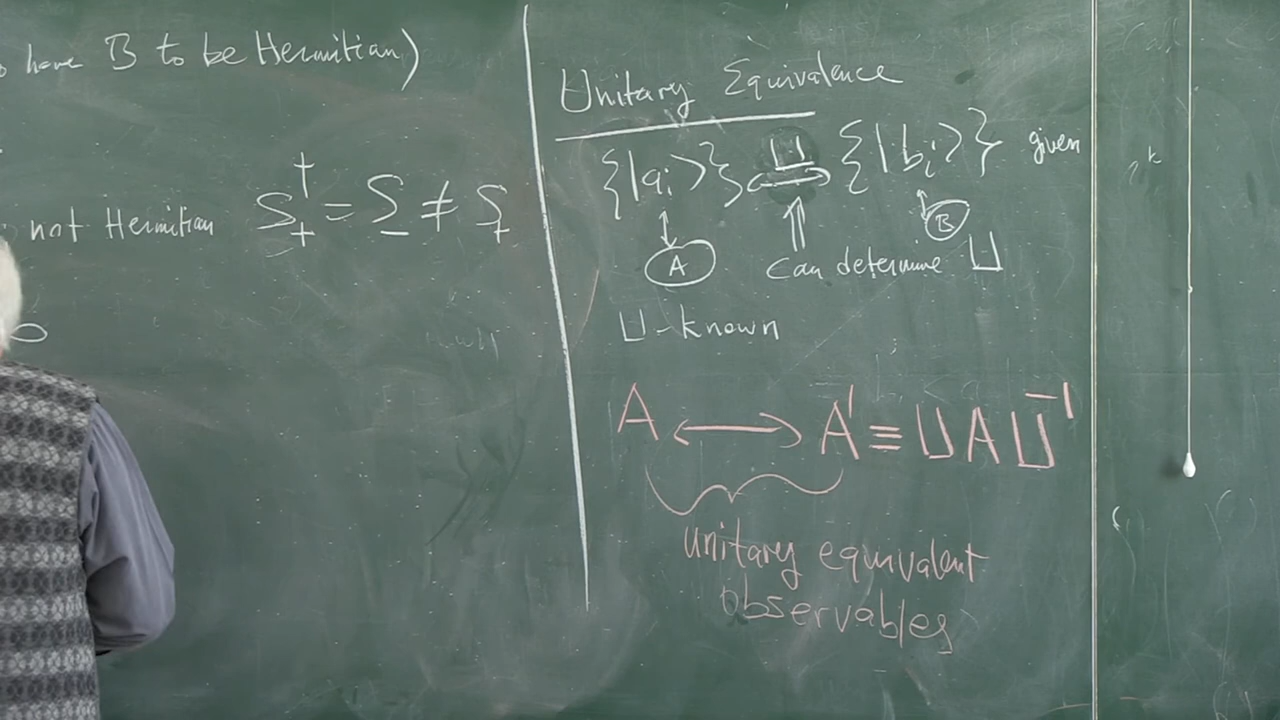 have B to be Hermitian)
not Hermitian S₊† = S₋ ≠ S₊
Unitary Equivalence
{|aᵢ>} U {|bᵢ>} given
A B
⇑ can determine U
U - known
A ⟷ A' ≡ U A U⁻¹
unitary equivalent
observables